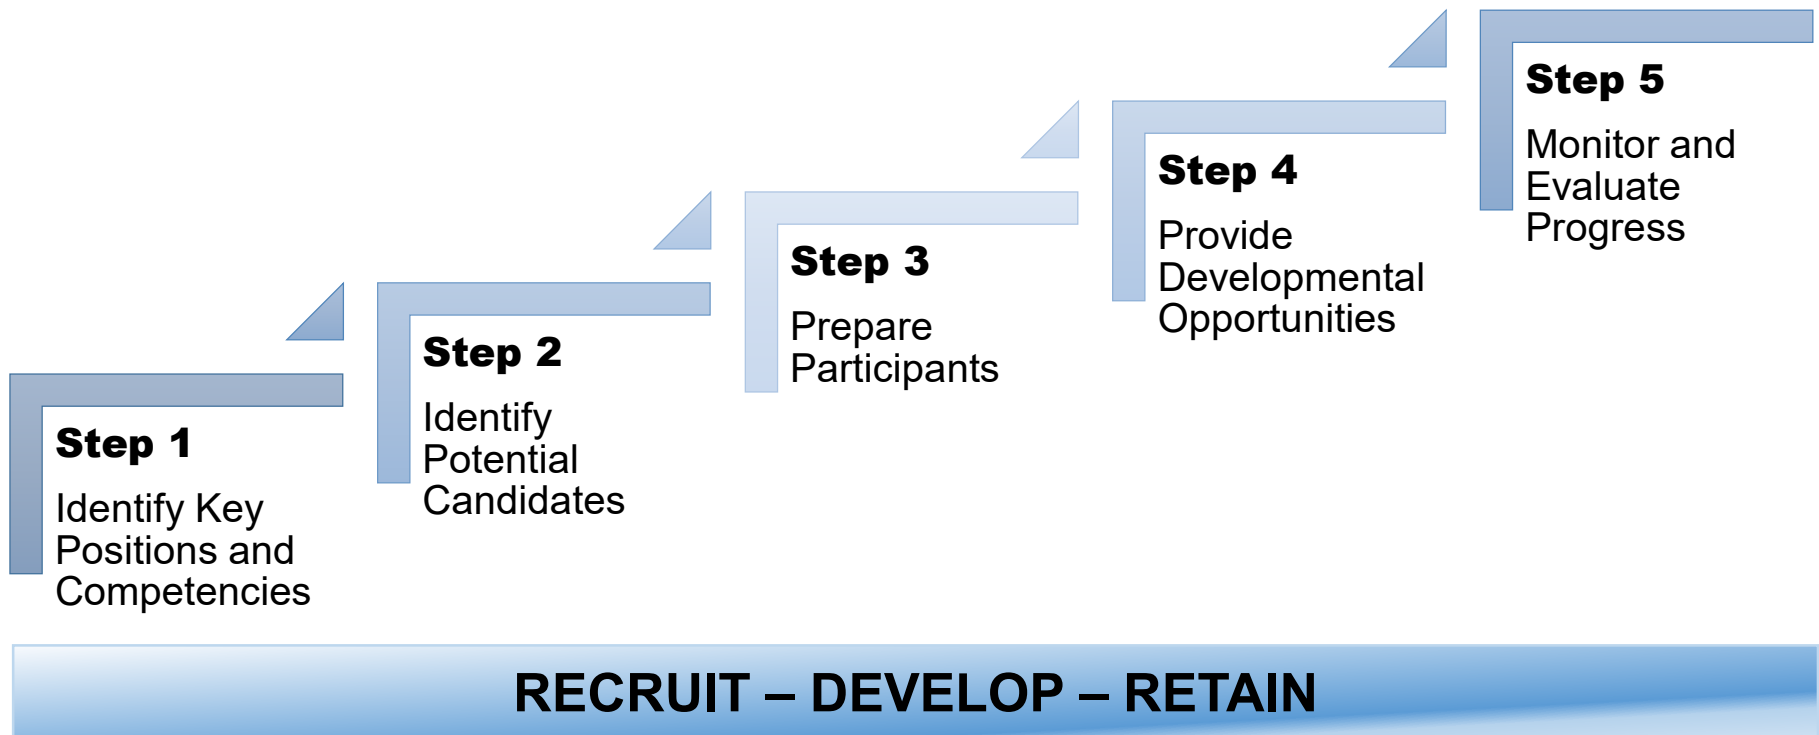 Step 1
Identify Key
Positions and
Competencies
Step 2
Identify
Potential
Candidates
Step 3
Prepare
Participants
Step 4
Provide
Developmental
Opportunities
Step 5
Monitor and
Evaluate
Progress
RECRUIT – DEVELOP – RETAIN